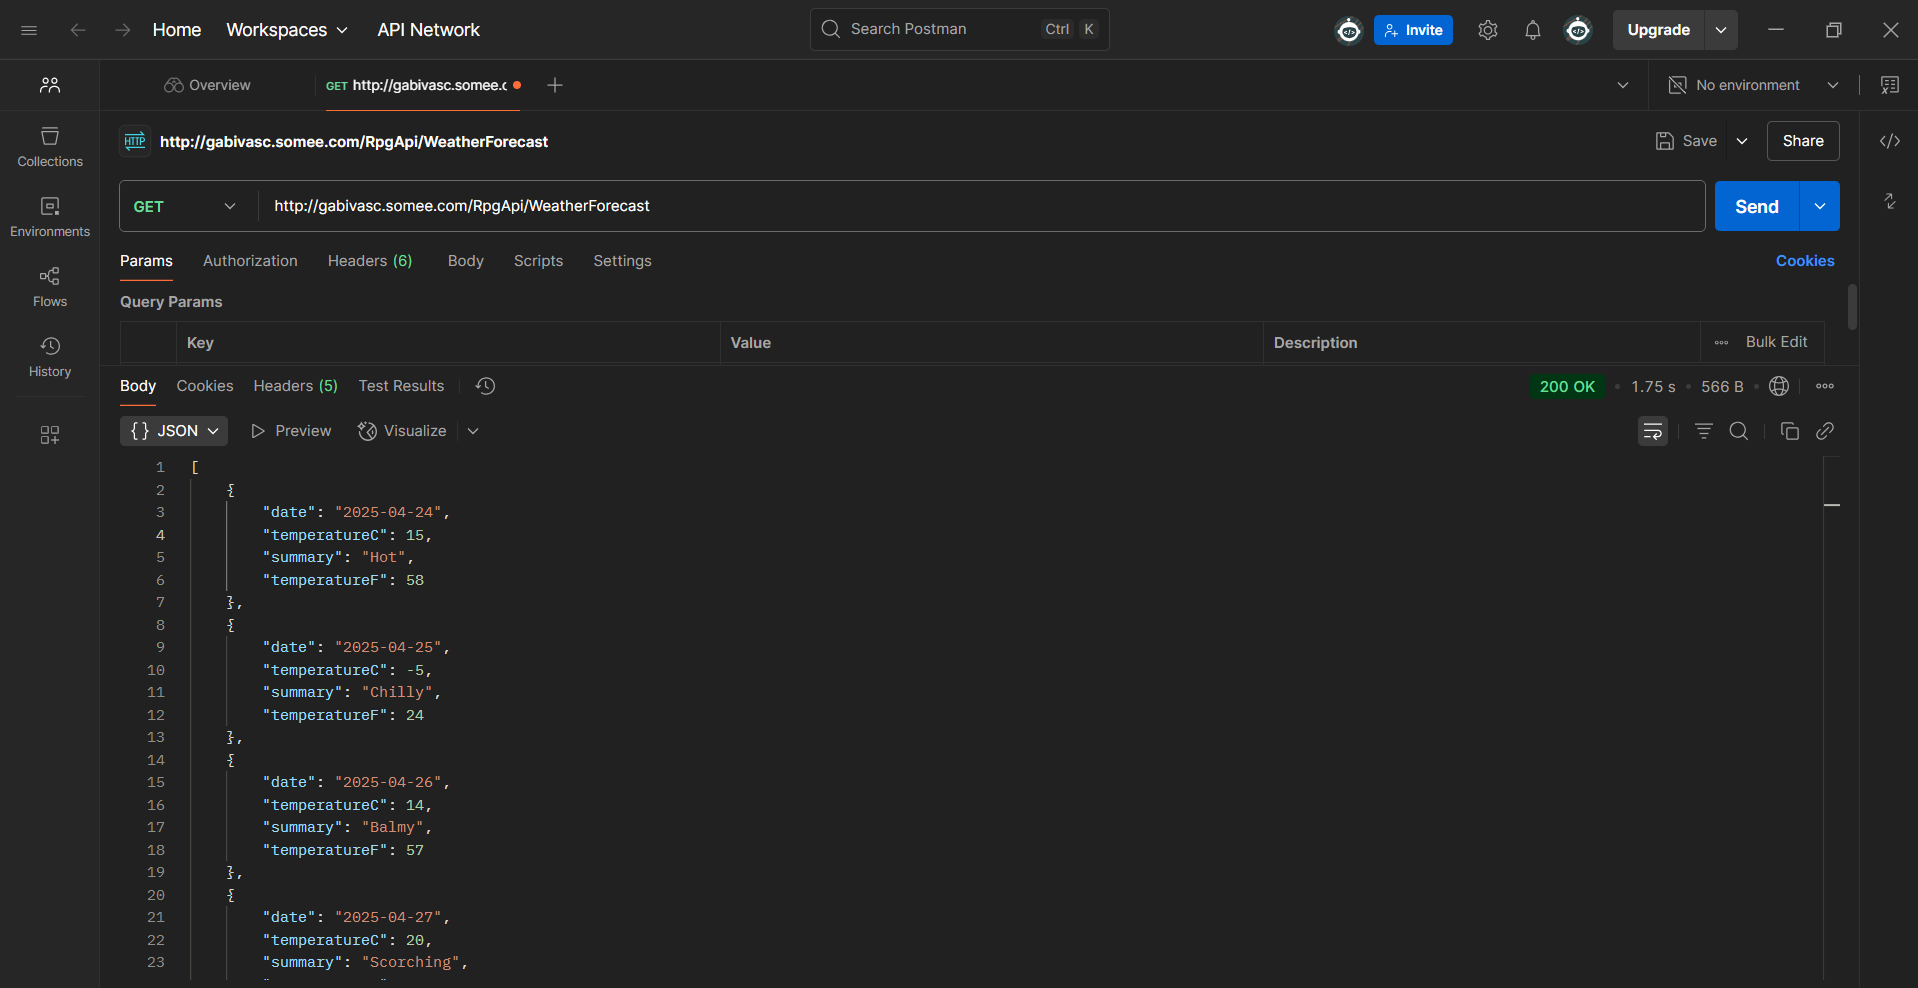 Home Workspaces API Network Search Postman Ctrl K Invite Upgrade
Overview GET http://gabivasc.somee.c No environment
HTTP http://gabivasc.somee.com/RpgApi/WeatherForecast Save Share
Collections
GET http://gabivasc.somee.com/RpgApi/WeatherForecast Send
Environments
Params Authorization Headers (6) Body Scripts Settings Cookies
Flows
Query Params
Key Value Description Bulk Edit
History
Body Cookies Headers (5) Test Results 200 OK 1.75 s 566 B
{} JSON Preview Visualize
1 [
2 {
3 "date": "2025-04-24",
4 "temperatureC": 15,
5 "summary": "Hot",
6 "temperatureF": 58
7 },
8 {
9 "date": "2025-04-25",
10 "temperatureC": -5,
11 "summary": "Chilly",
12 "temperatureF": 24
13 },
14 {
15 "date": "2025-04-26",
16 "temperatureC": 14,
17 "summary": "Balmy",
18 "temperatureF": 57
19 },
20 {
21 "date": "2025-04-27",
22 "temperatureC": 20,
23 "summary": "Scorching",